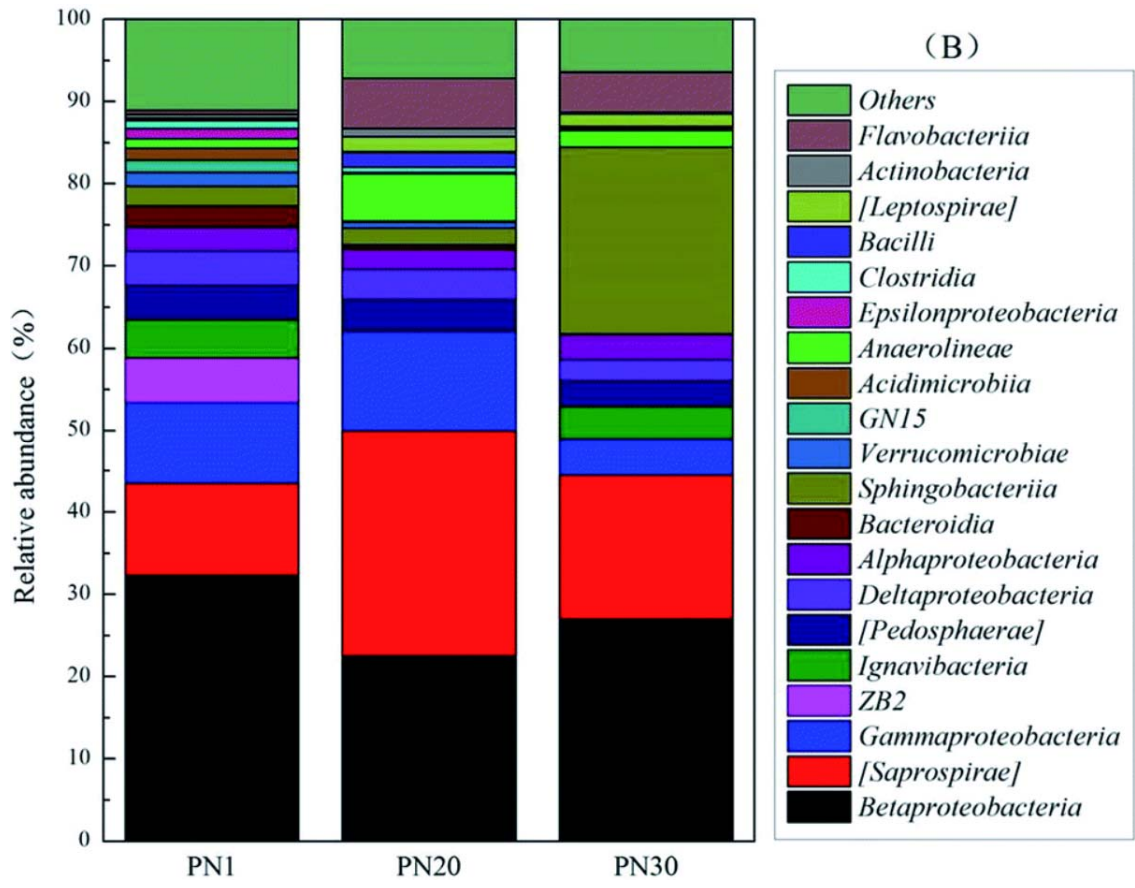 100
90
80
70
60
50
40
30
20
10
0
Relative abundance (%)
PN1 PN20 PN30
(B)
Others
Flavobacteriia
Actinobacteria
[Leptospirae]
Bacilli
Clostridia
Epsilonproteobacteria
Anaerolineae
Acidimicrobiia
GN15
Verrucomicrobiae
Sphingobacteriia
Bacteroidia
Alphaproteobacteria
Deltaproteobacteria
[Pedosphaerae]
Ignavibacteria
ZB2
Gammaproteobacteria
[Saprospirae]
Betaproteobacteria